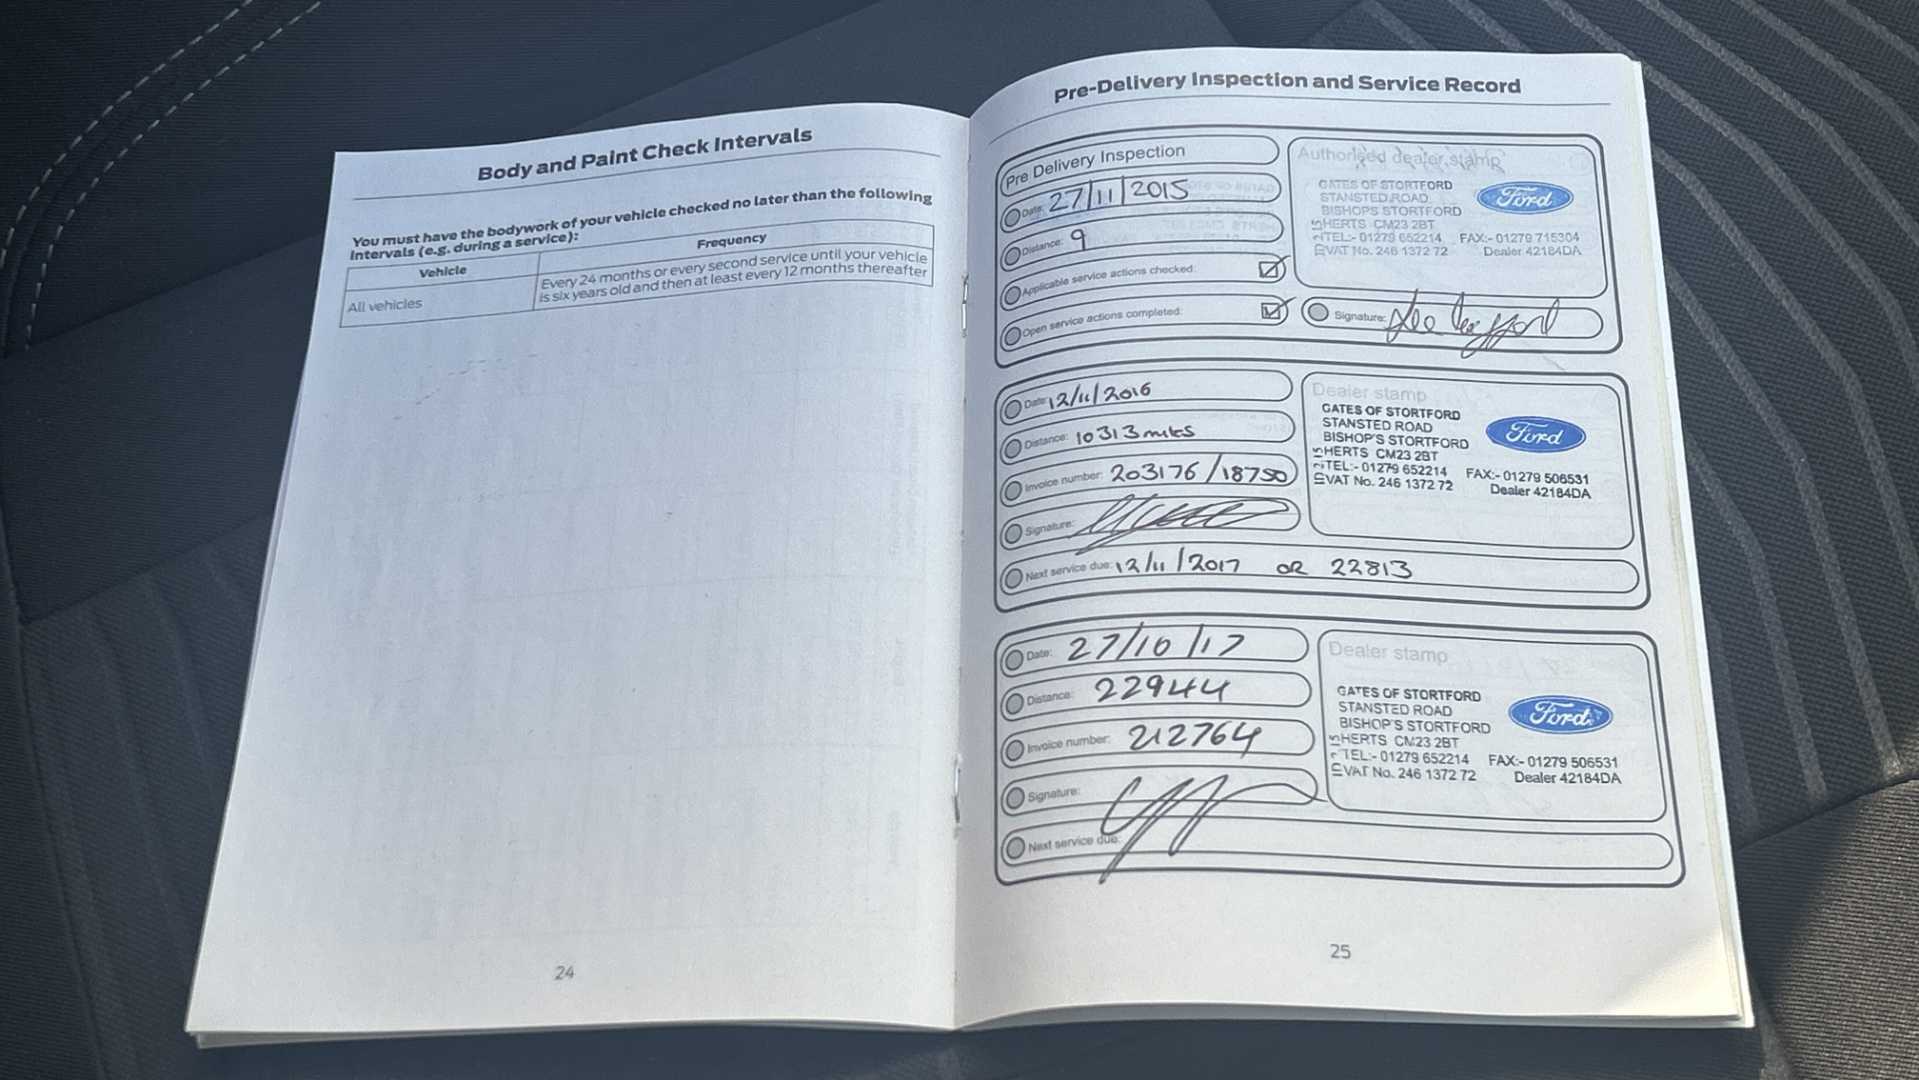 Body and Paint Check Intervals
You must have the bodywork of your vehicle checked no later than the following
intervals (e.g. during a service):
Vehicle
Frequency
All vehicles
Every 24 months or every second service until your vehicle
is six years old and then at least every 12 months thereafter
24
Pre-Delivery Inspection and Service Record
Pre Delivery Inspection
Date: 27/11/2015
Distance: 9
Applicable service actions checked:
Open service actions completed:
Authorised dealer stamp
GATES OF STORTFORD
STANSTED ROAD
BISHOPS STORTFORD
HERTS CM23 2BT
TEL:- 01279 652214 FAX:- 01279 715304
VAT No. 246 1372 72 Dealer 42184DA
Ford
Signature:
Date: 12/11/2016
Distance: 10313 miles
Invoice number: 203176/18750
Signature:
Next service due: 12/11/2017 OR 22813
Dealer stamp
GATES OF STORTFORD
STANSTED ROAD
BISHOP'S STORTFORD
HERTS CM23 2BT
TEL:- 01279 652214 FAX:- 01279 506531
VAT No. 246 1372 72 Dealer 42184DA
Ford
Date: 27/10/17
Distance: 22944
Invoice number: 212764
Signature:
Next service due:
Dealer stamp
GATES OF STORTFORD
STANSTED ROAD
BISHOP'S STORTFORD
HERTS CM23 2BT
TEL:- 01279 652214 FAX:- 01279 506531
VAT No. 246 1372 72 Dealer 42184DA
Ford
25